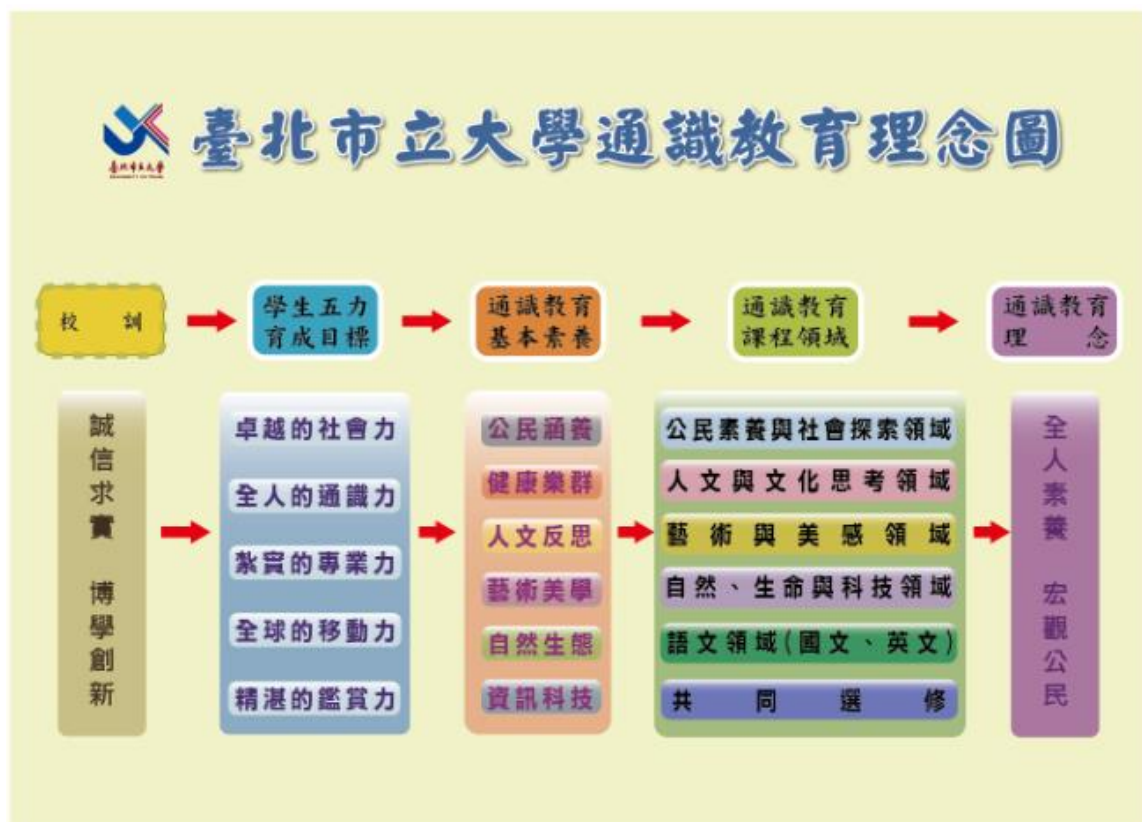 臺北市立大學通識教育理念圖
臺北市立大學
校訓
學生五力
育成目標
通識教育
基本素養
通識教育
課程領域
通識教育
理念
誠信求實 博學創新
卓越的社會力
全人的通識力
紮實的專業力
全球的移動力
精湛的鑑賞力
公民涵養
健康樂群
人文反思
藝術美學
自然生態
資訊科技
公民素養與社會探索領域
人文與文化思考領域
藝術與美感領域
自然、生命與科技領域
語文領域(國文、英文)
共同選修
全人素養 宏觀公民